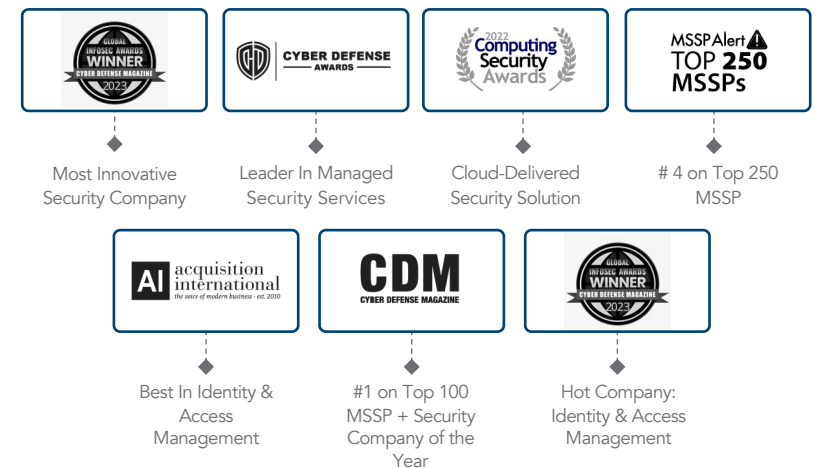 GLOBAL
INFOSEC AWARDS
WINNER
CYBER DEFENSE MAGAZINE
2023
CYBER DEFENSE
AWARDS
2022
Computing
Security
Awards
MSSP Alert
TOP 250
MSSPs
Most Innovative
Security Company
Leader In Managed
Security Services
Cloud-Delivered
Security Solution
# 4 on Top 250
MSSP
AI
acquisition
international
the voice of modern business - est. 2010
CDM
CYBER DEFENSE MAGAZINE
GLOBAL
INFOSEC AWARDS
WINNER
CYBER DEFENSE MAGAZINE
2023
Best In Identity &
Access
Management
#1 on Top 100
MSSP + Security
Company of the
Year
Hot Company:
Identity & Access
Management